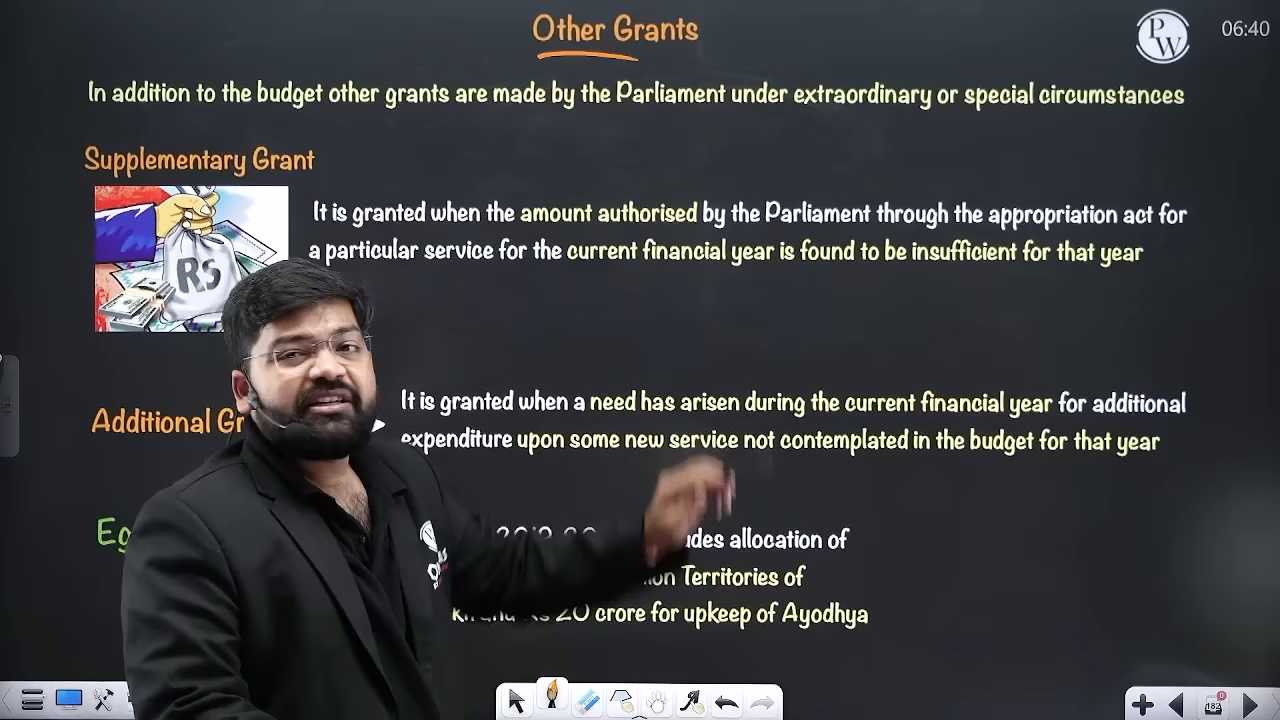 Other Grants
PW
06:40
In addition to the budget other grants are made by the Parliament under extraordinary or special circumstances
Supplementary Grant
RS
It is granted when the amount authorised by the Parliament through the appropriation act for
a particular service for the current financial year is found to be insufficient for that year
Additional Gr
It is granted when a need has arisen during the current financial year for additional
expenditure upon some new service not contemplated in the budget for that year
Eg
allocation of
Territories of
20 crore for upkeep of Ayodhya
182